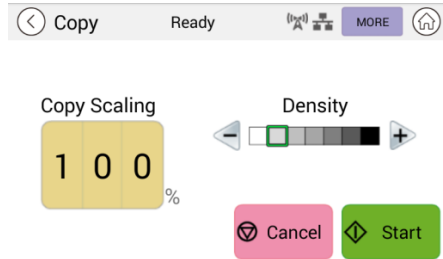 Copy Ready MORE
Copy Scaling Density
100
%
Cancel Start